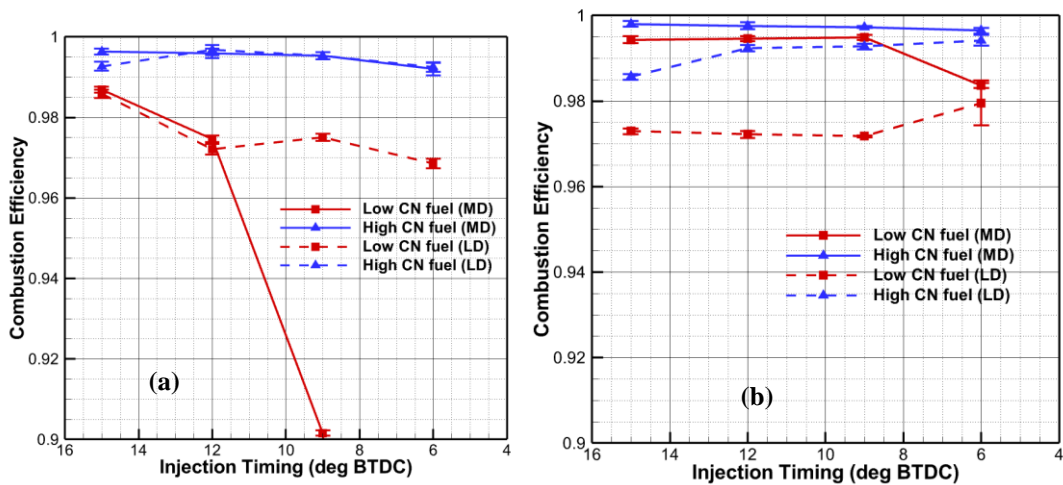 1
0.98
0.96
0.94
0.92
0.9
Combustion Efficiency
Low CN fuel (MD)
High CN fuel (MD)
Low CN fuel (LD)
High CN fuel (LD)
(a)
16 14 12 10 8 6 4
Injection Timing (deg BTDC)
1
0.98
0.96
0.94
0.92
0.9
Combustion Efficiency
Low CN fuel (MD)
High CN fuel (MD)
Low CN fuel (LD)
High CN fuel (LD)
(b)
16 14 12 10 8 6 4
Injection Timing (deg BTDC)